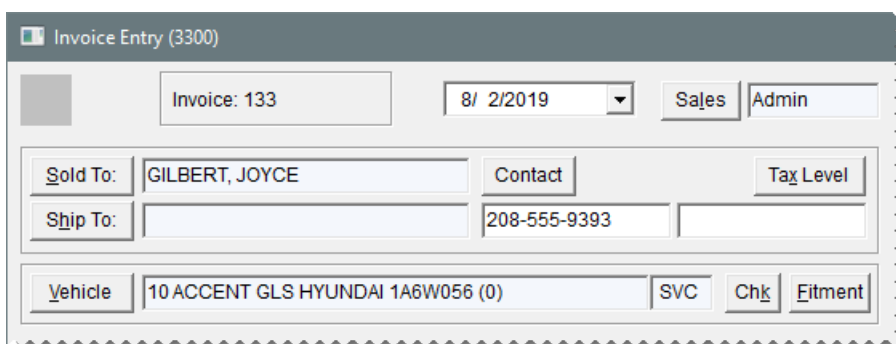 Invoice Entry (3300)
Invoice: 133 8/ 2/2019 Sales Admin
Sold To: GILBERT, JOYCE Contact Tax Level
Ship To: 208-555-9393
Vehicle 10 ACCENT GLS HYUNDAI 1A6W056 (0) SVC Chk Fitment